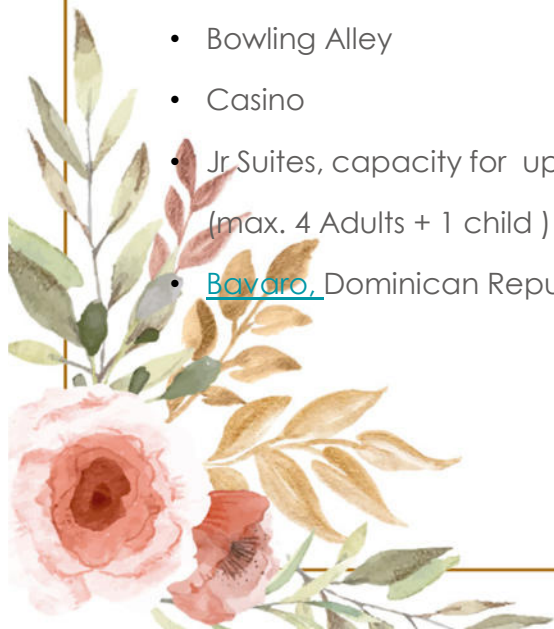 • Bowling Alley
• Casino
• Jr Suites, capacity for up
(max. 4 Adults + 1 child )
• Bavaro, Dominican Repu